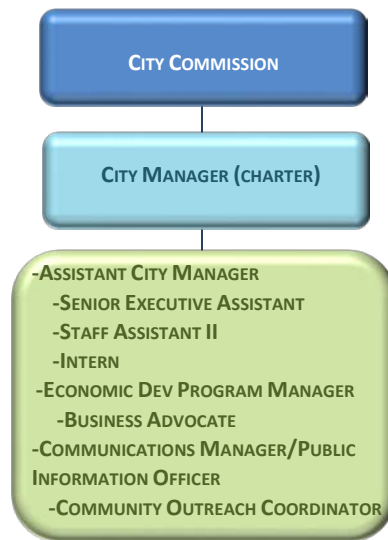 CITY COMMISSION
CITY MANAGER (CHARTER)
-ASSISTANT CITY MANAGER
-SENIOR EXECUTIVE ASSISTANT
-STAFF ASSISTANT II
-INTERN
-ECONOMIC DEV PROGRAM MANAGER
-BUSINESS ADVOCATE
-COMMUNICATIONS MANAGER/PUBLIC
INFORMATION OFFICER
-COMMUNITY OUTREACH COORDINATOR